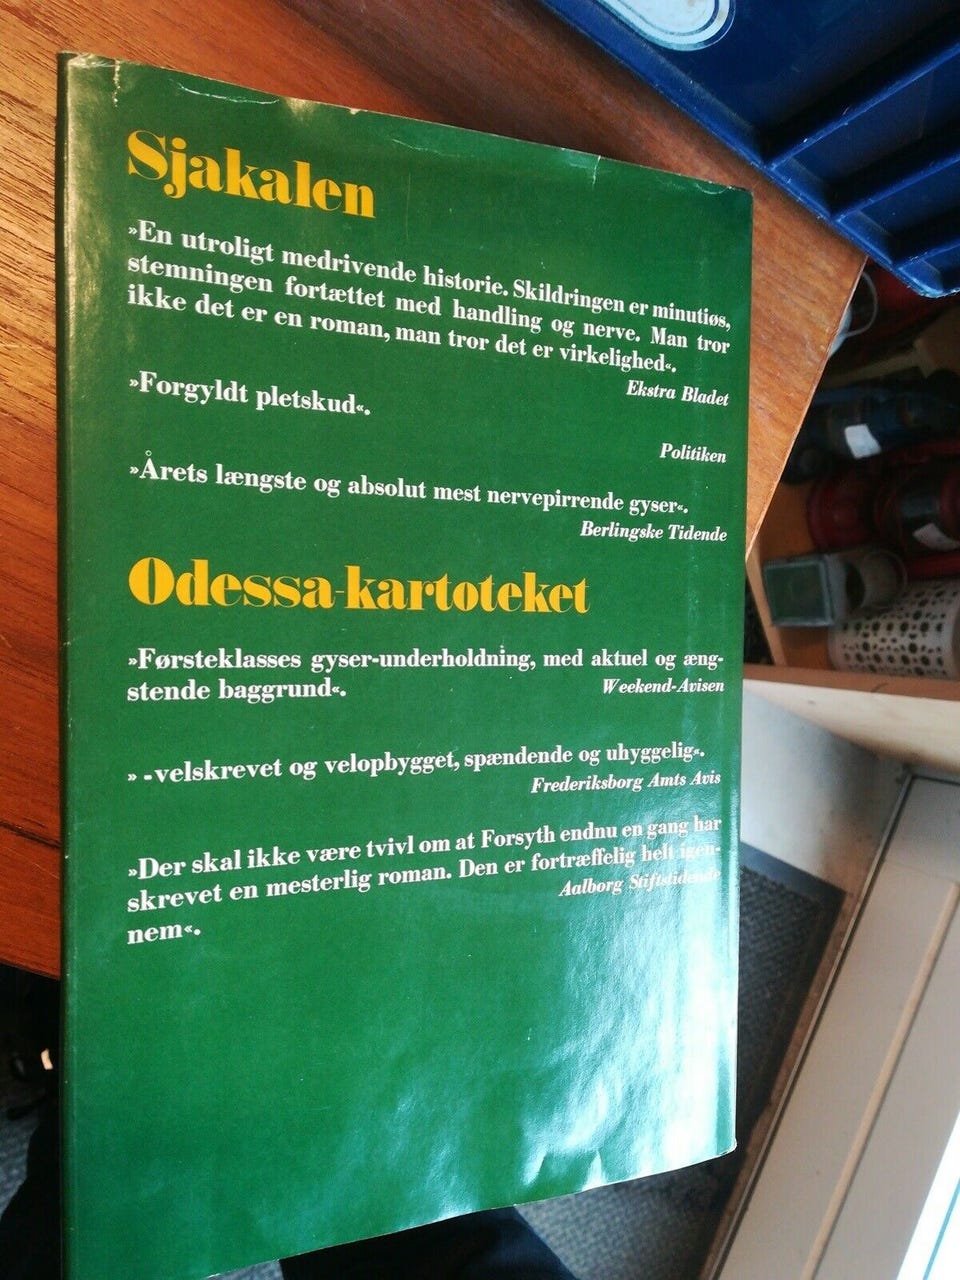 Sjakalen
»En utroligt medrivende historie. Skildringen er minutiøs,
stemningen fortættet med handling og nerve. Man tror
ikke det er en roman, man tror det er virkelighed«.
Ekstra Bladet
»Forgyldt pletskud«.
Politiken
»Årets længste og absolut mest nervepirrende gyser«.
Berlingske Tidende
Odessa-kartoteket
»Førsteklasses gyser-underholdning, med aktuel og æng-
stende baggrund«.
Weekend-Avisen
» -velskrevet og velopbygget, spændende og uhyggelig«.
Frederiksborg Amts Avis
»Der skal ikke være tvivl om at Forsyth endnu en gang har
skrevet en mesterlig roman. Den er fortræffelig helt igen-
nem«.
Aalborg Stiftstidende